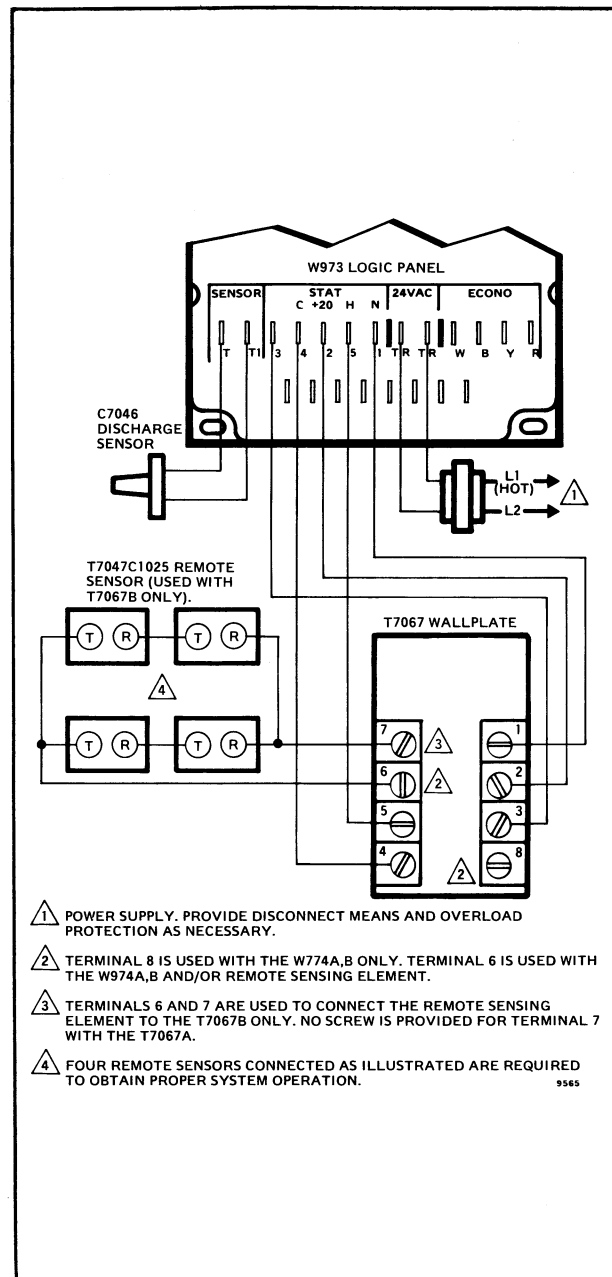 W973 LOGIC PANEL
SENSOR STAT 24VAC ECONO
C +20 H N
T T1 3 4 2 5 1 TR TR W B Y R
C7046
DISCHARGE
SENSOR
L1
(HOT)
L2
1
T7047C1025 REMOTE
SENSOR (USED WITH
T7067B ONLY).
T R T R
4
T R T R
T7067 WALLPLATE
7 3 1
6 2 2
5 3
4 2 8
1 POWER SUPPLY. PROVIDE DISCONNECT MEANS AND OVERLOAD
PROTECTION AS NECESSARY.
2 TERMINAL 8 IS USED WITH THE W774A,B ONLY. TERMINAL 6 IS USED WITH
THE W974A,B AND/OR REMOTE SENSING ELEMENT.
3 TERMINALS 6 AND 7 ARE USED TO CONNECT THE REMOTE SENSING
ELEMENT TO THE T7067B ONLY. NO SCREW IS PROVIDED FOR TERMINAL 7
WITH THE T7067A.
4 FOUR REMOTE SENSORS CONNECTED AS ILLUSTRATED ARE REQUIRED
TO OBTAIN PROPER SYSTEM OPERATION.
9565